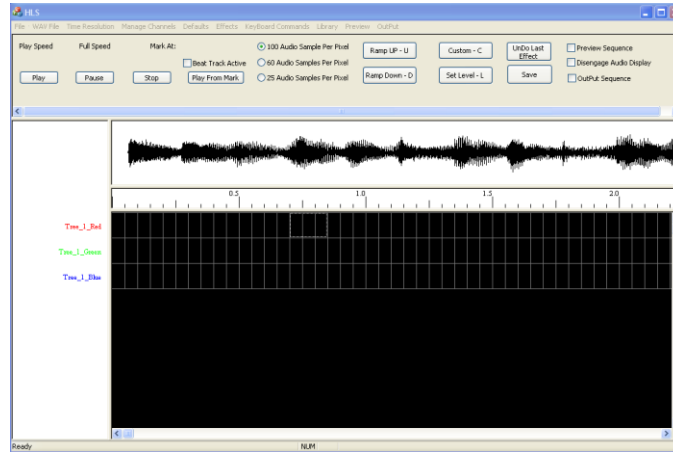 HLS
File WAV File Time Resolution Manage Channels Defaults Effects KeyBoard Commands Library Preview OutPut
Play Speed Full Speed Mark At:
Beat Track Active
Play Pause Stop Play From Mark
100 Audio Sample Per Pixel
60 Audio Samples Per Pixel
25 Audio Samples Per Pixel
Ramp UP - U Custom - C UnDo Last Effect
Ramp Down - D Set Level - L Save
Preview Sequence
Disengage Audio Display
OutPut Sequence
0.5 1.0 1.5 2.0
Tree_1_Red
Tree_1_Green
Tree_1_Blue
Ready NUM